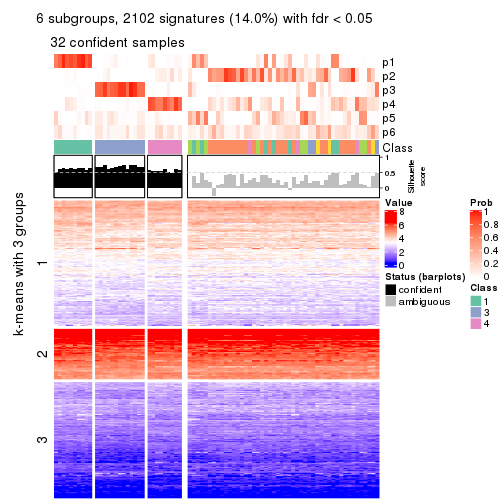 6 subgroups, 2102 signatures (14.0%) with fdr < 0.05
32 confident samples
p1
p2
p3
p4
p5
p6
Class
1
0.5
0
Silhouette
score
k-means with 3 groups
1
2
3
Value
8
6
4
2
0
Status (barplots)
confident
ambiguous
Prob
1
0.8
0.6
0.4
0.2
0
Class
1
3
4